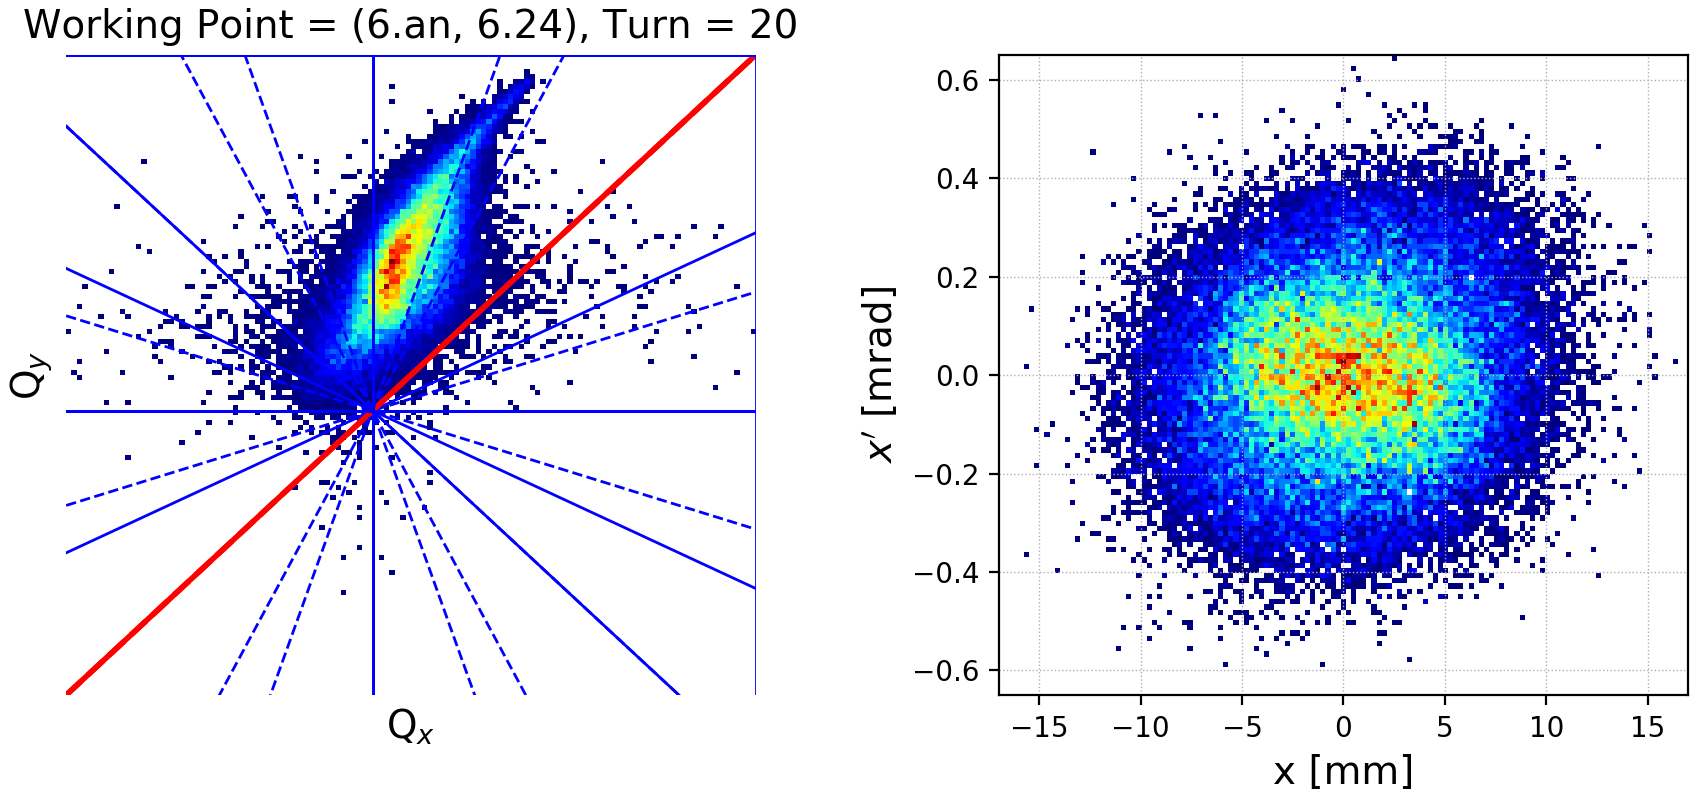 Working Point = (6.an, 6.24), Turn = 20
Q_y
Q_x
x′ [mrad]
0.6
0.4
0.2
0.0
−0.2
−0.4
−0.6
−15 −10 −5 0 5 10 15
x [mm]